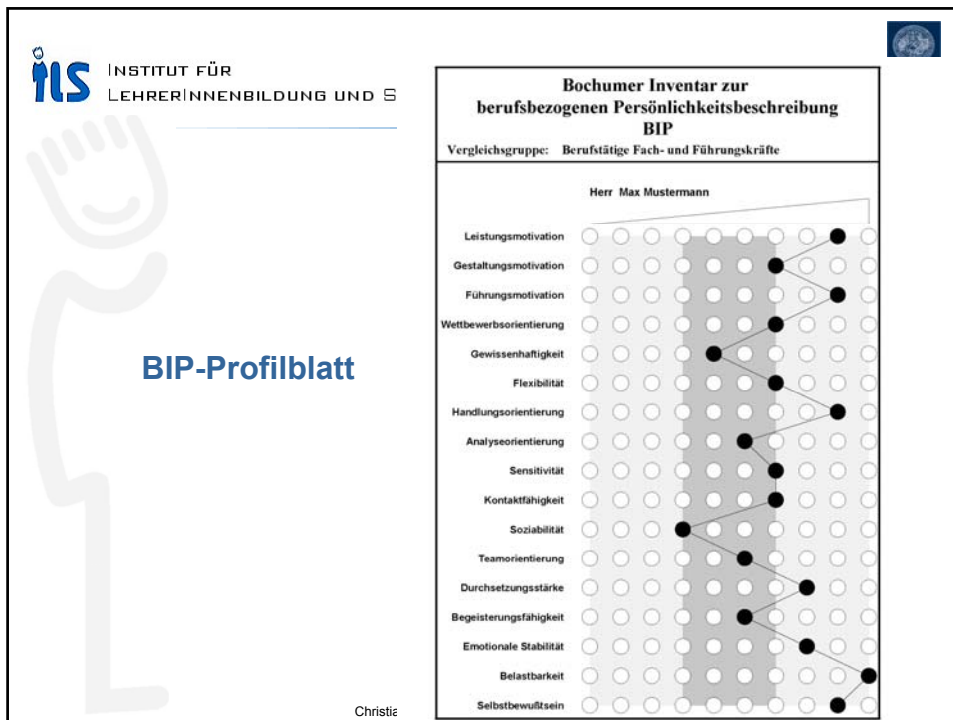 ILS
INSTITUT FÜR
LEHRERINNENBILDUNG UND S
BIP-Profilblatt
Bochumer Inventar zur
berufsbezogenen Persönlichkeitsbeschreibung
BIP
Vergleichsgruppe: Berufstätige Fach- und Führungskräfte
Herr Max Mustermann
Leistungsmotivation
Gestaltungsmotivation
Führungsmotivation
Wettbewerbsorientierung
Gewissenhaftigkeit
Flexibilität
Handlungsorientierung
Analyseorientierung
Sensitivität
Kontaktfähigkeit
Soziabilität
Teamorientierung
Durchsetzungsstärke
Begeisterungsfähigkeit
Emotionale Stabilität
Belastbarkeit
Selbstbewußtsein
Christia